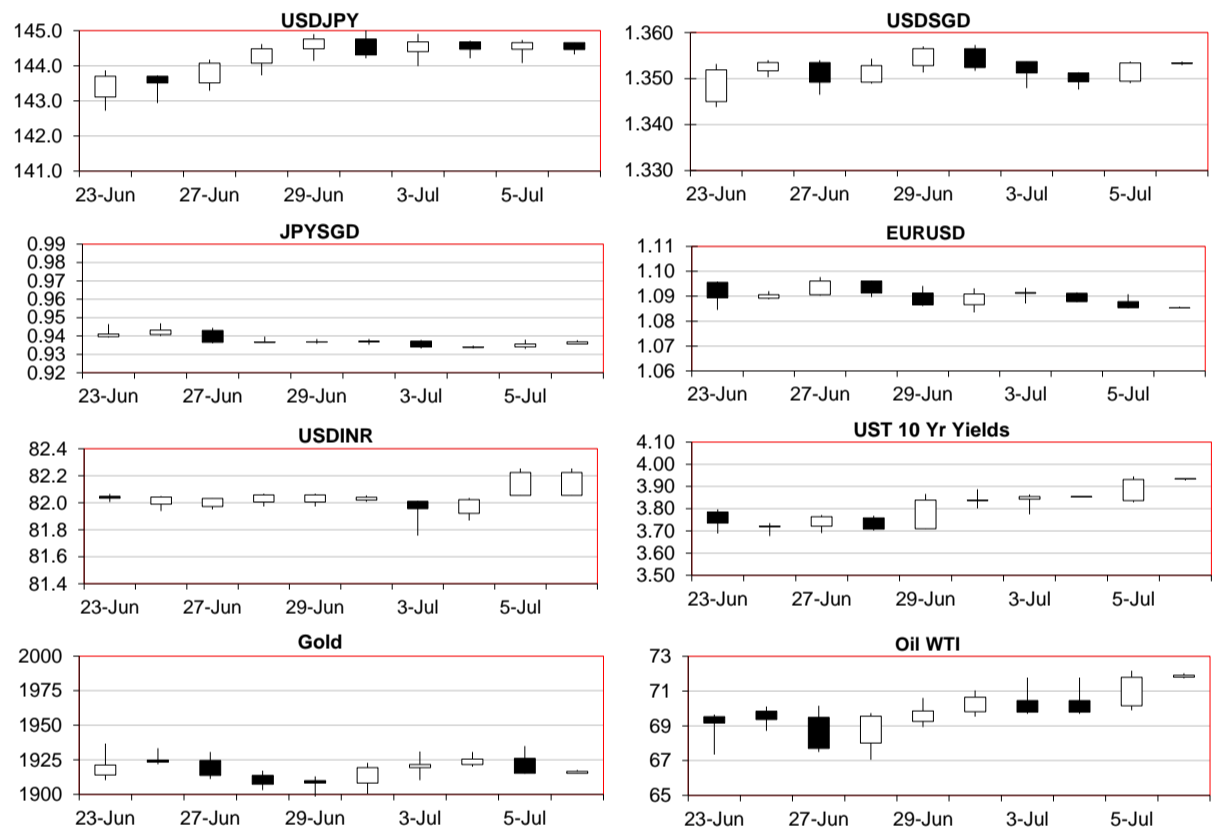 USDJPY
145.0
144.0
143.0
142.0
141.0
23-Jun 27-Jun 29-Jun 3-Jul 5-Jul
USDSGD
1.360
1.350
1.340
1.330
23-Jun 27-Jun 29-Jun 3-Jul 5-Jul
JPYSGD
0.99
0.98
0.97
0.96
0.95
0.94
0.93
0.92
23-Jun 27-Jun 29-Jun 3-Jul 5-Jul
EURUSD
1.11
1.10
1.09
1.08
1.07
1.06
23-Jun 27-Jun 29-Jun 3-Jul 5-Jul
USDINR
82.4
82.2
82.0
81.8
81.6
81.4
23-Jun 27-Jun 29-Jun 3-Jul 5-Jul
UST 10 Yr Yields
4.10
4.00
3.90
3.80
3.70
3.60
3.50
23-Jun 27-Jun 29-Jun 3-Jul 5-Jul
Gold
2000
1975
1950
1925
1900
23-Jun 27-Jun 29-Jun 3-Jul 5-Jul
Oil WTI
73
71
69
67
65
23-Jun 27-Jun 29-Jun 3-Jul 5-Jul